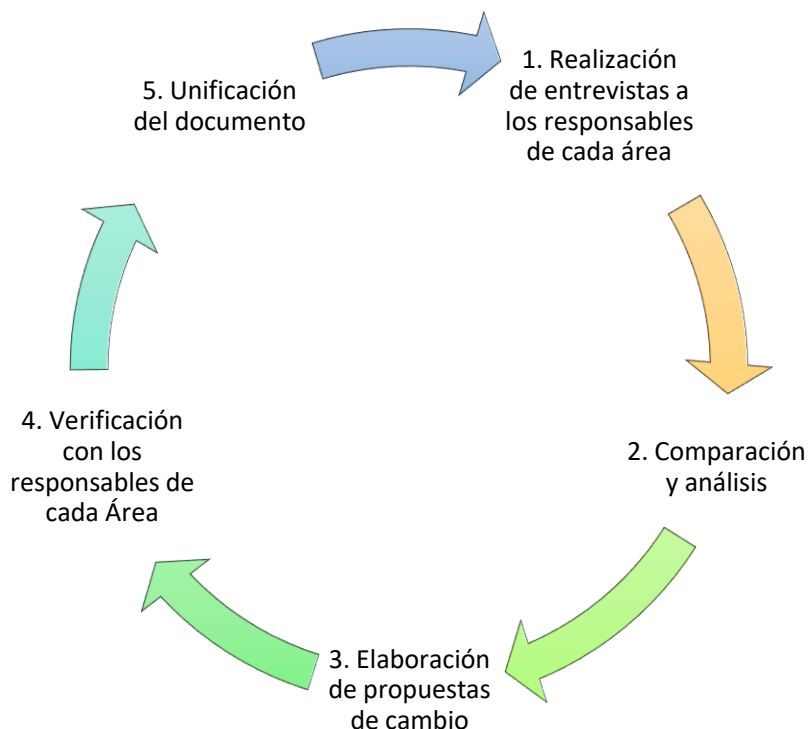 1. Realización
de entrevistas a
los responsables
de cada área
2. Comparación
y análisis
3. Elaboración
de propuestas
de cambio
4. Verificación
con los
responsables de
cada Área
5. Unificación
del documento